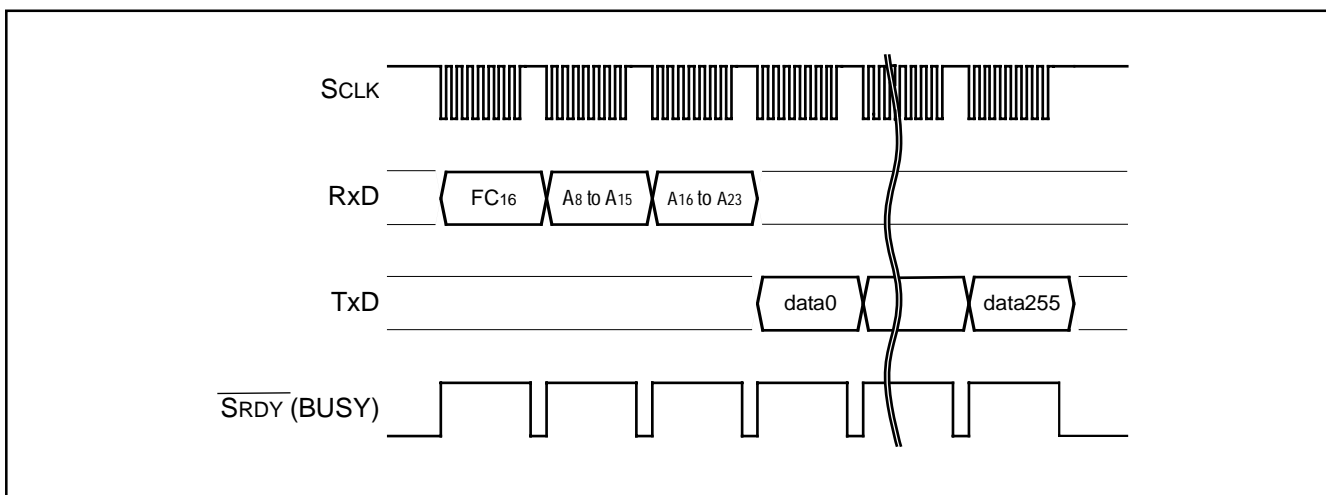 SCLK
RxD
FC16
A8 to A15
A16 to A23
TxD
data0
data255
SRDY (BUSY)